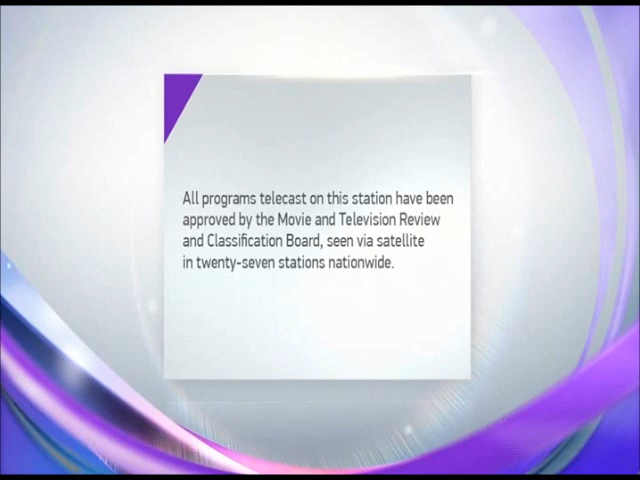 All programs telecast on this station have been
approved by the Movie and Television Review
and Classification Board, seen via satellite
in twenty-seven stations nationwide.